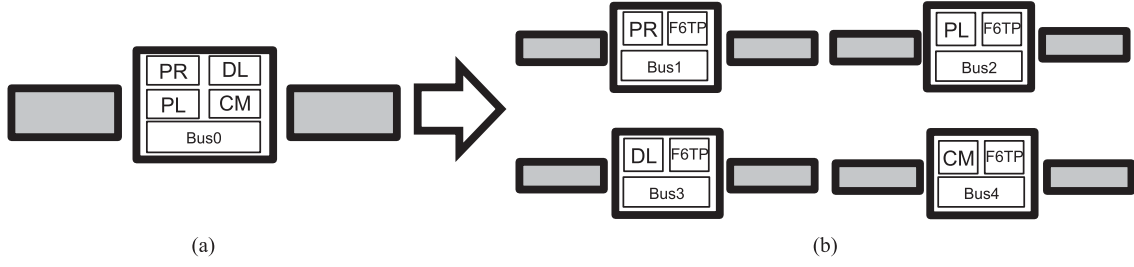 PR DL
PL CM
Bus0
(a)
PR F6TP
Bus1
PL F6TP
Bus2
DL F6TP
Bus3
CM F6TP
Bus4
(b)